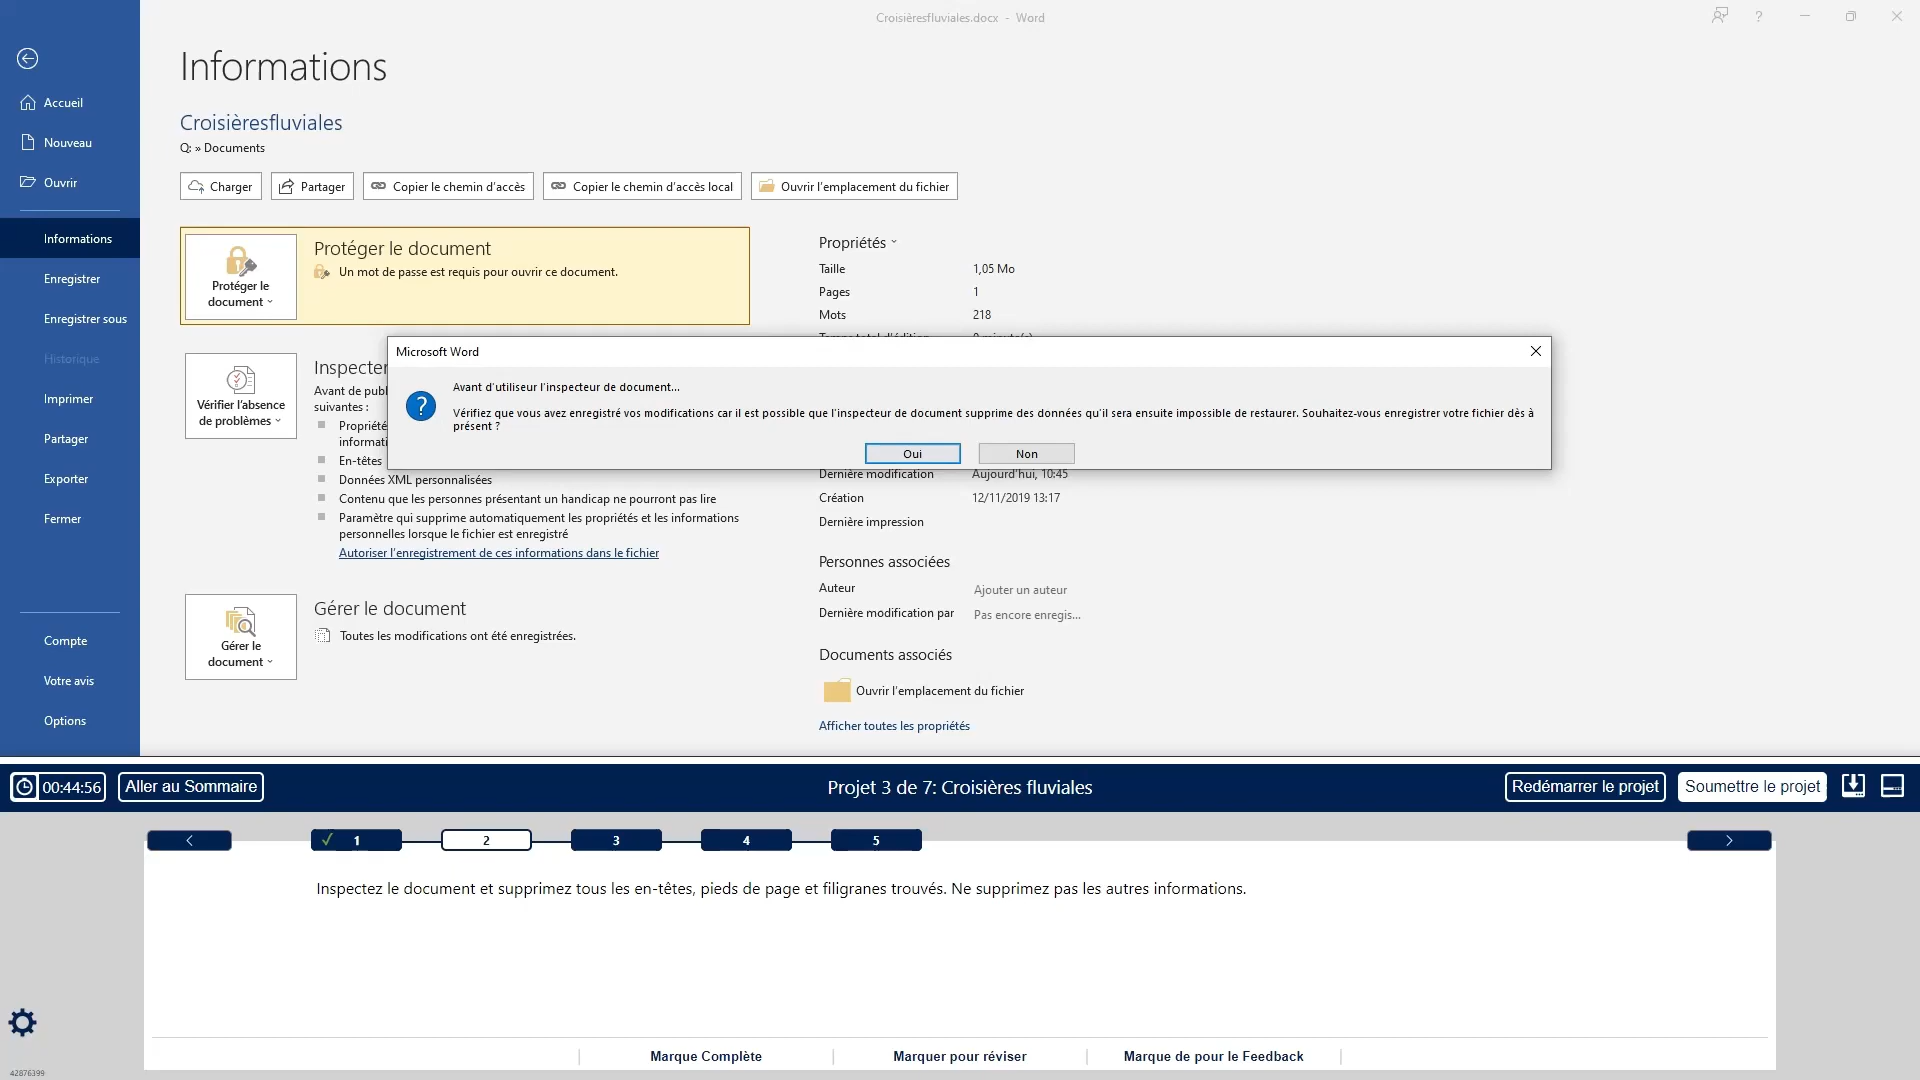 Croisièresfluviales.docx - Word
?
Informations
Accueil
Nouveau
Ouvrir
Informations
Enregistrer
Enregistrer sous
Historique
Imprimer
Partager
Exporter
Fermer
Compte
Votre avis
Options
Croisièresfluviales
Q: » Documents
Charger
Partager
Copier le chemin d'accès
Copier le chemin d'accès local
Ouvrir l'emplacement du fichier
Protéger le document
Protéger le document
Un mot de passe est requis pour ouvrir ce document.
Vérifier l'absence de problèmes
Inspecter
Avant de publ
suivantes :
Propriété
informati
En-têtes
Données XML personnalisées
Contenu que les personnes présentant un handicap ne pourront pas lire
Paramètre qui supprime automatiquement les propriétés et les informations
personnelles lorsque le fichier est enregistré
Autoriser l'enregistrement de ces informations dans le fichier
Gérer le document
Gérer le document
Toutes les modifications ont été enregistrées.
Propriétés
Taille 1,05 Mo
Pages 1
Mots 218
Microsoft Word
Avant d'utiliser l'inspecteur de document...
Vérifiez que vous avez enregistré vos modifications car il est possible que l'inspecteur de document supprime des données qu'il sera ensuite impossible de restaurer. Souhaitez-vous enregistrer votre fichier dès à
présent ?
Oui
Non
Dernière modification Aujourd'hui, 10:45
Création 12/11/2019 13:17
Dernière impression
Personnes associées
Auteur Ajouter un auteur
Dernière modification par Pas encore enregis...
Documents associés
Ouvrir l'emplacement du fichier
Afficher toutes les propriétés
00:44:56
Aller au Sommaire
Projet 3 de 7: Croisières fluviales
Redémarrer le projet
Soumettre le projet
1
2
3
4
5
Inspectez le document et supprimez tous les en-têtes, pieds de page et filigranes trouvés. Ne supprimez pas les autres informations.
Marque Complète
Marquer pour réviser
Marque de pour le Feedback
42876399